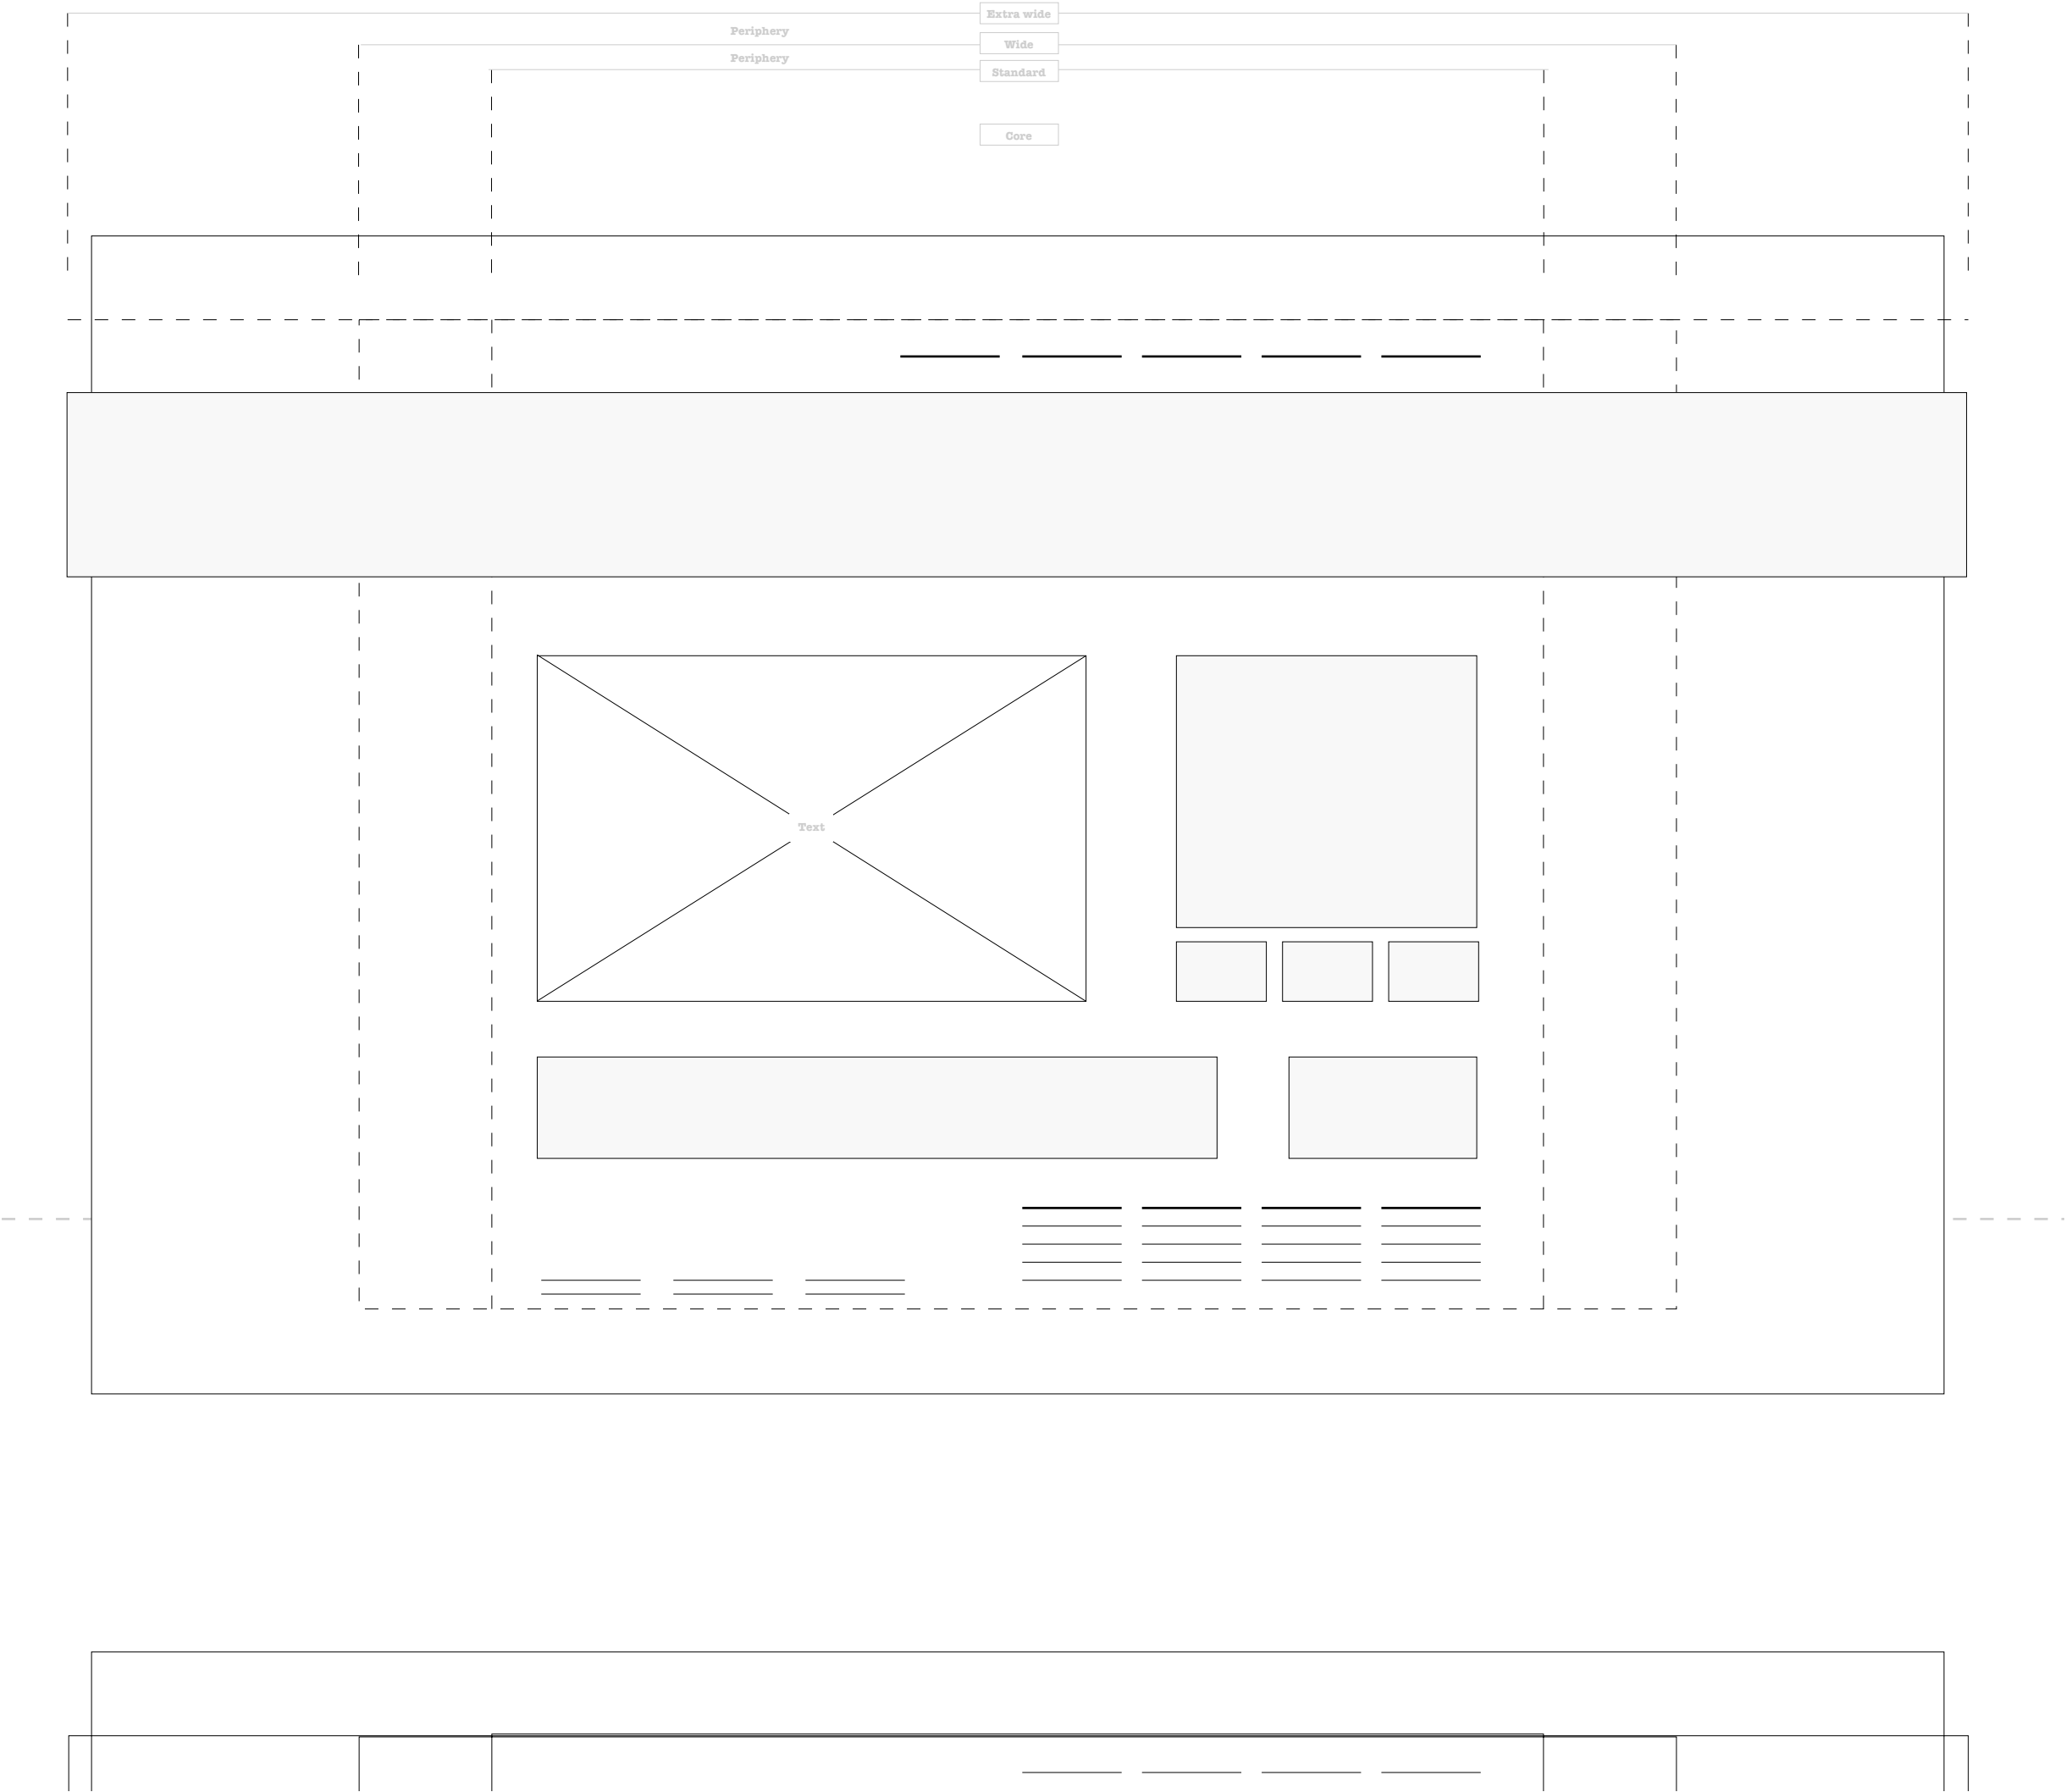 Extra wide
Periphery
Wide
Periphery
Standard
Core
Text